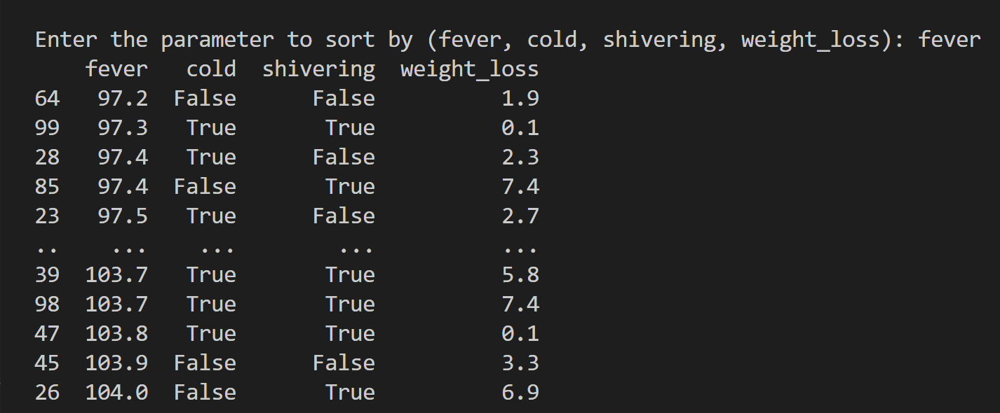 Enter the parameter to sort by (fever, cold, shivering, weight_loss): fever
    fever   cold  shivering  weight_loss
64   97.2  False      False          1.9
99   97.3   True       True          0.1
28   97.4   True      False          2.3
85   97.4  False       True          7.4
23   97.5   True      False          2.7
..    ...    ...        ...          ...
39  103.7   True       True          5.8
98  103.7   True       True          7.4
47  103.8   True       True          0.1
45  103.9  False      False          3.3
26  104.0  False       True          6.9